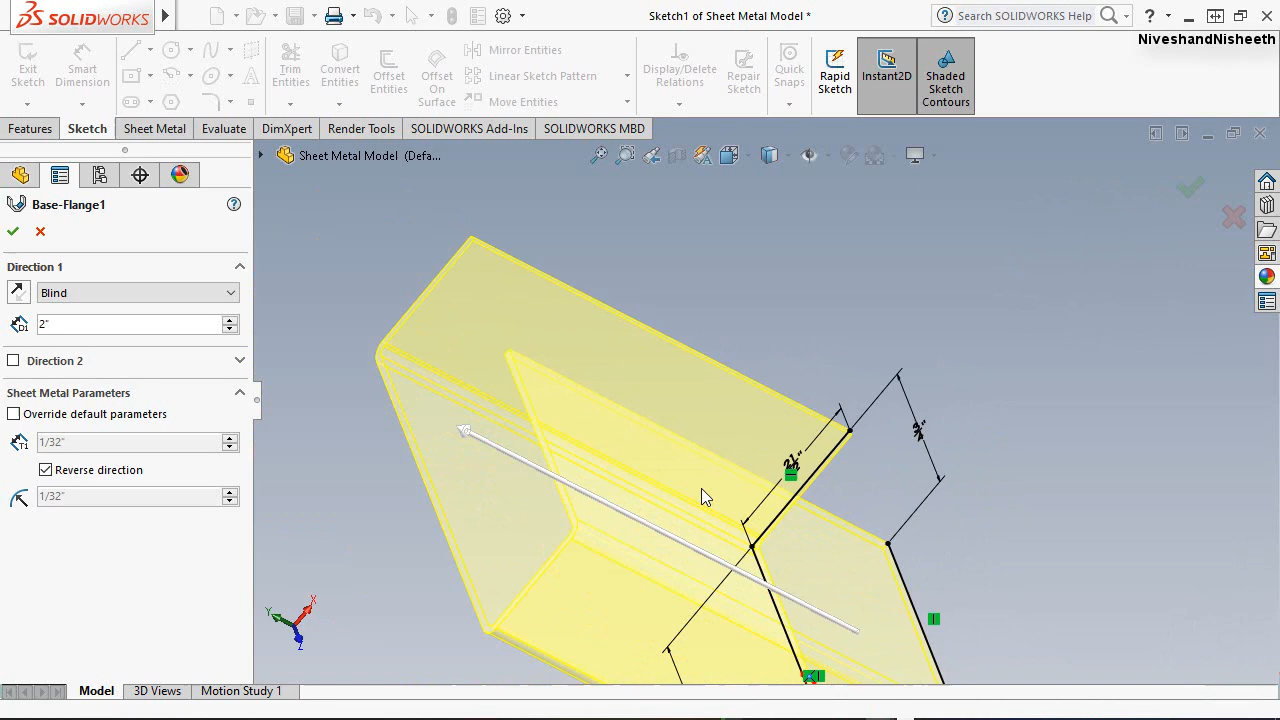 SOLIDWORKS
Sketch1 of Sheet Metal Model *
Search SOLIDWORKS Help
NiveshandNisheeth
Exit Sketch
Smart Dimension
Trim Entities
Convert Entities
Offset Entities
Offset On Surface
Mirror Entities
Linear Sketch Pattern
Move Entities
Display/Delete Relations
Repair Sketch
Quick Snaps
Rapid Sketch
Instant2D
Shaded Sketch Contours
Features
Sketch
Sheet Metal
Evaluate
DimXpert
Render Tools
SOLIDWORKS Add-Ins
SOLIDWORKS MBD
Sheet Metal Model (Defa...
Base-Flange1
Direction 1
Blind
D1
2"
Direction 2
Sheet Metal Parameters
Override default parameters
T1
1/32"
Reverse direction
1/32"
X
Y
Z
Model
3D Views
Motion Study 1